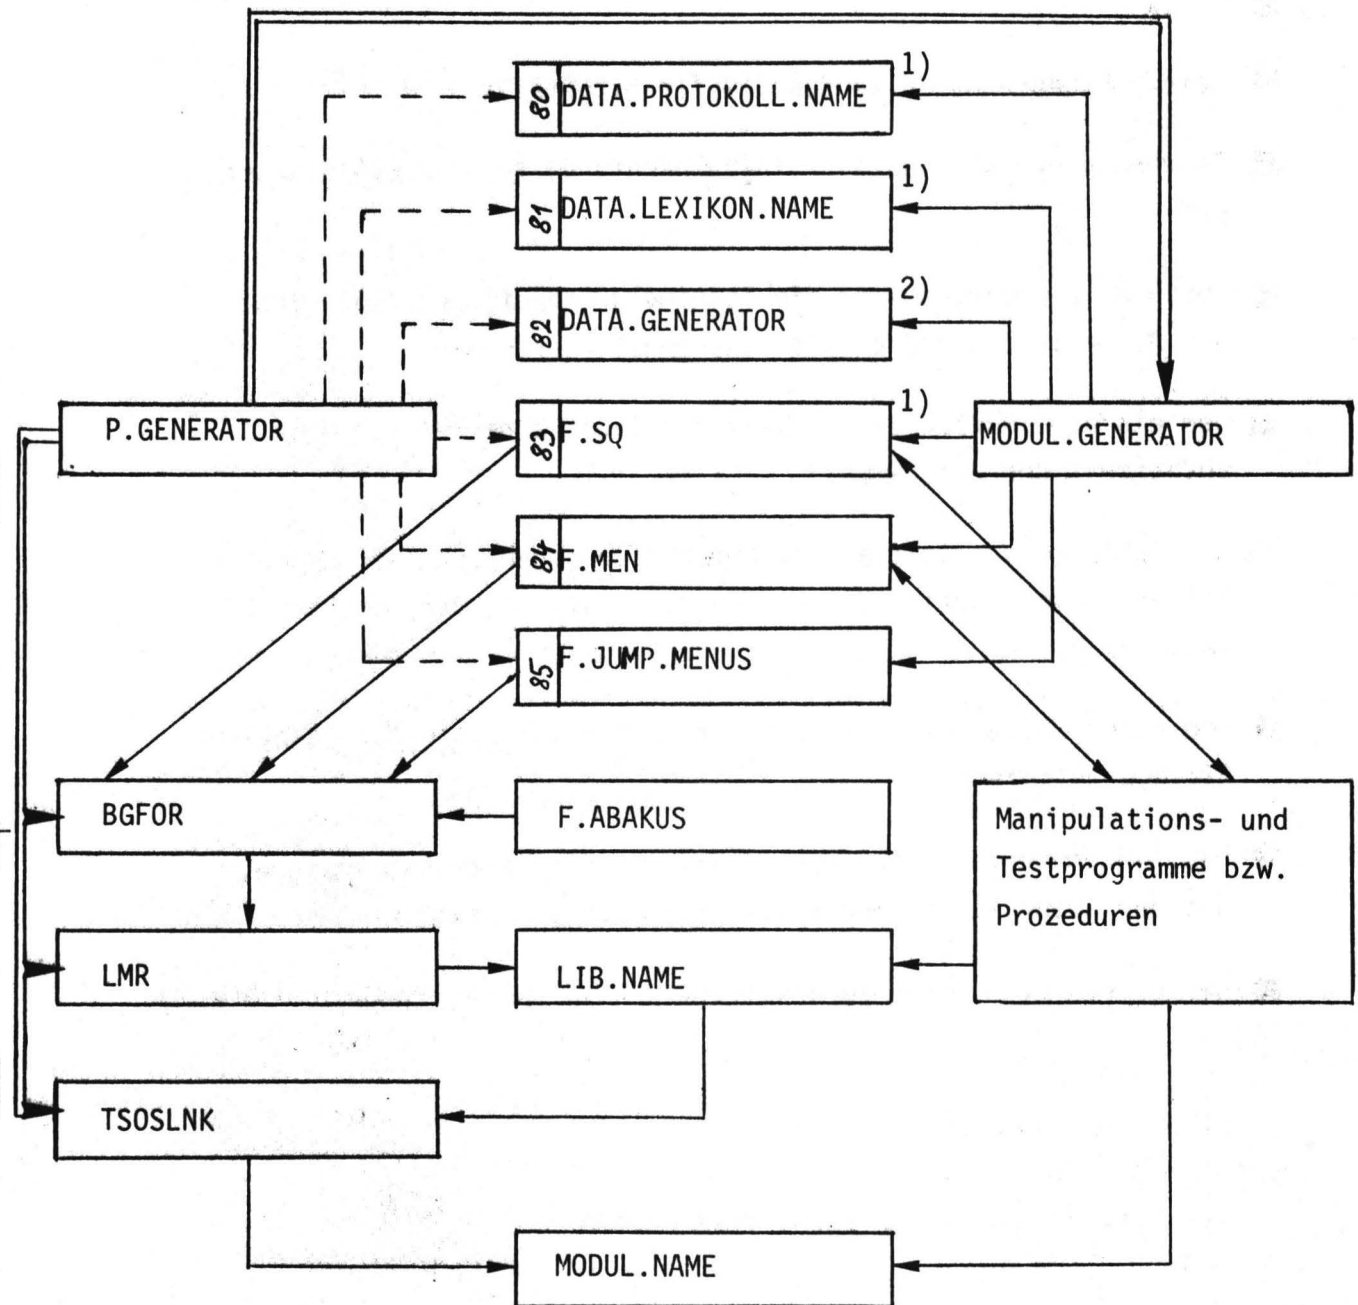 1)
80 DATA.PROTOKOLL.NAME
1)
81 DATA.LEXIKON.NAME
2)
82 DATA.GENERATOR
P.GENERATOR
1)
83 F.SQ
MODUL.GENERATOR
84 F.MEN
85 F.JUMP.MENUS
BGFOR
F.ABAKUS
Manipulations- und
Testprogramme bzw.
Prozeduren
LMR
LIB.NAME
TSOSLNK
MODUL.NAME